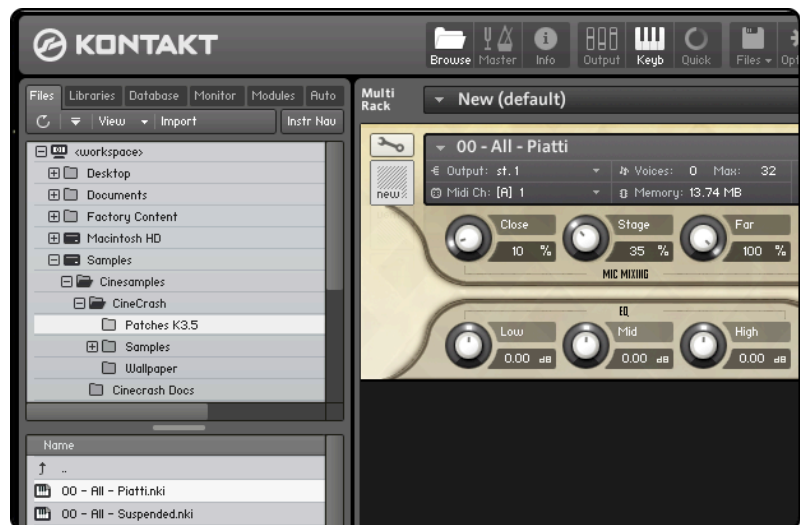 KONTAKT
Browse Master Info Output Keyb Quick Files
Files Libraries Database Monitor Modules Auto
View Import Instr Nav
<workspace>
Desktop
Documents
Factory Content
Macintosh HD
Samples
Cinesamples
CineCrash
Patches K3.5
Samples
Wallpaper
Cinecrash Docs
Name
..
00 - All - Piatti.nki
00 - All - Suspended.nki
Multi Rack
New (default)
new
00 - All - Piatti
Output: st.1 Voices: 0 Max: 32
Midi Ch: [A] 1 Memory: 13.74 MB
Close Stage Far
10 % 35 % 100 %
MIC MIXING
EQ
Low Mid High
0.00 dB 0.00 dB 0.00 dB